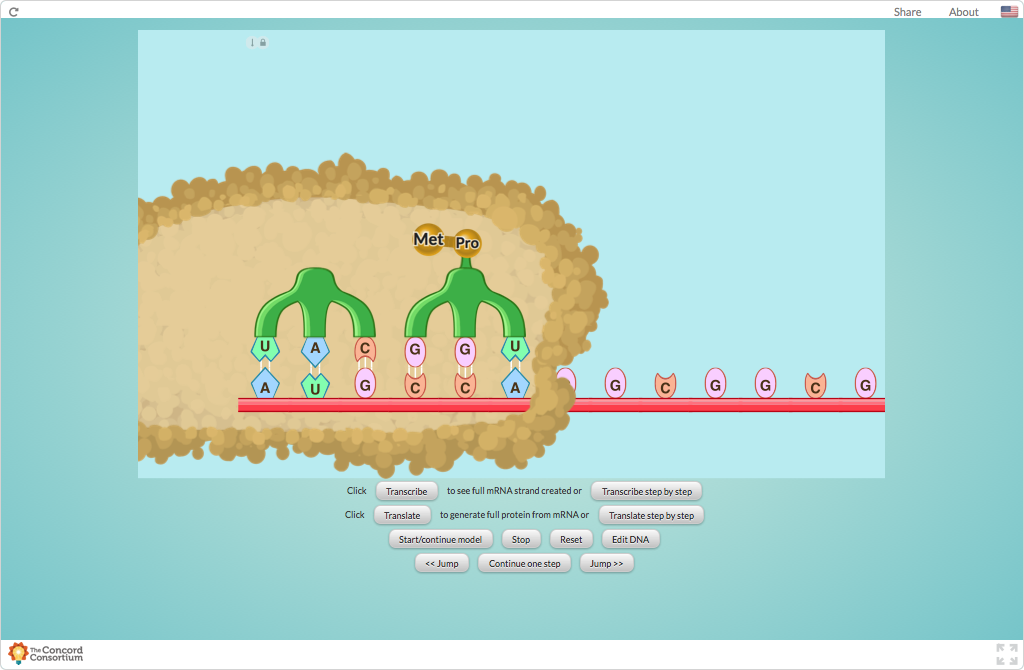 Share About
Met Pro
U A C G G U
A U G C C A G C G G C G
Click Transcribe to see full mRNA strand created or Transcribe step by step
Click Translate to generate full protein from mRNA or Translate step by step
Start/continue model Stop Reset Edit DNA
<< Jump Continue one step Jump >>
The Concord
Consortium